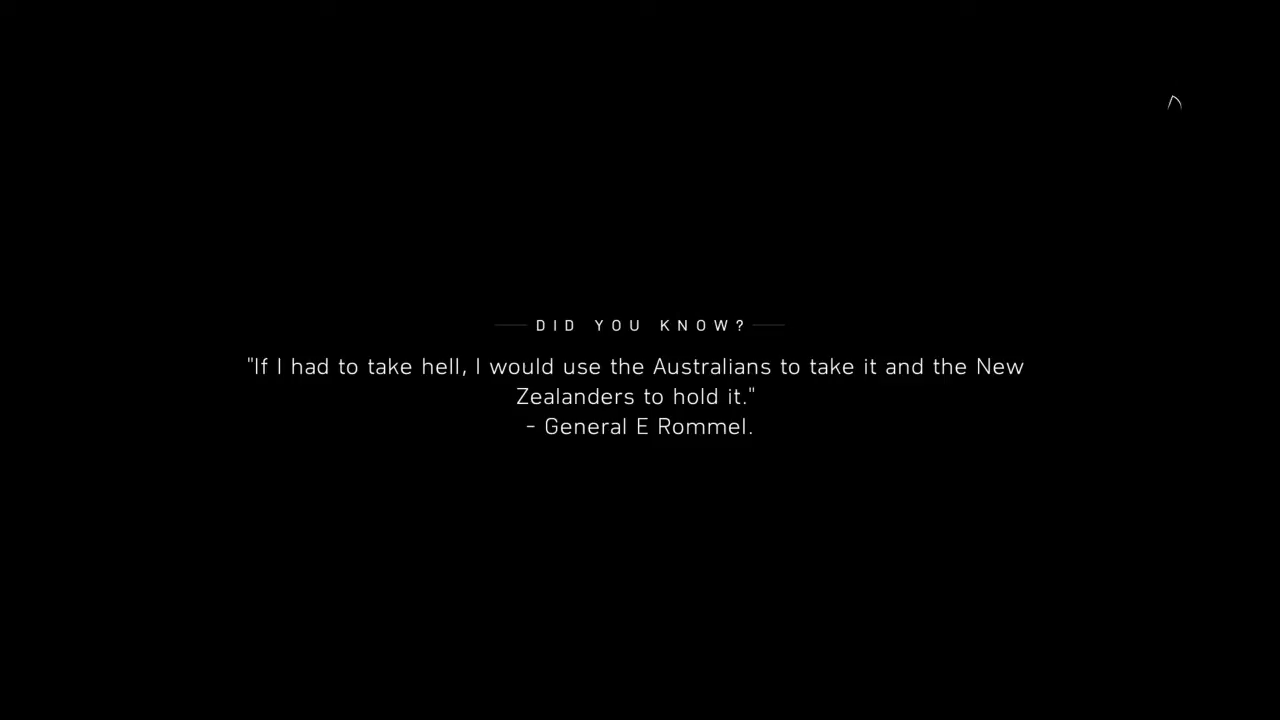 DID YOU KNOW?
"If I had to take hell, I would use the Australians to take it and the New
Zealanders to hold it."
- General E Rommel.